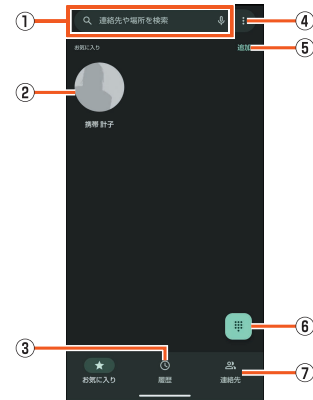 ①
連絡先や場所を検索
④
お気に入り
追加
⑤
②
携帯 計子
⑥
③
お気に入り
履歴
連絡先
⑦